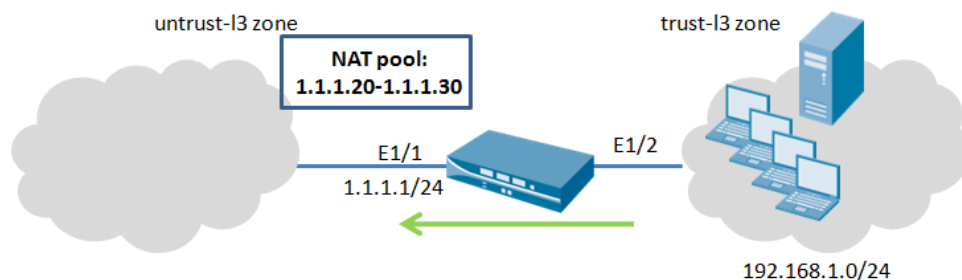 untrust-l3 zone
trust-l3 zone
NAT pool:
1.1.1.20-1.1.1.30
E1/1
E1/2
1.1.1.1/24
192.168.1.0/24